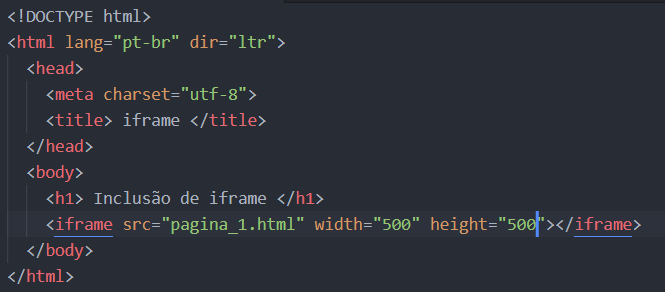 <!DOCTYPE html>
<html lang="pt-br" dir="ltr">
<head>
<meta charset="utf-8">
<title> iframe </title>
</head>
<body>
<h1> Inclusão de iframe </h1>
<iframe src="pagina_1.html" width="500" height="500"></iframe>
</body>
</html>